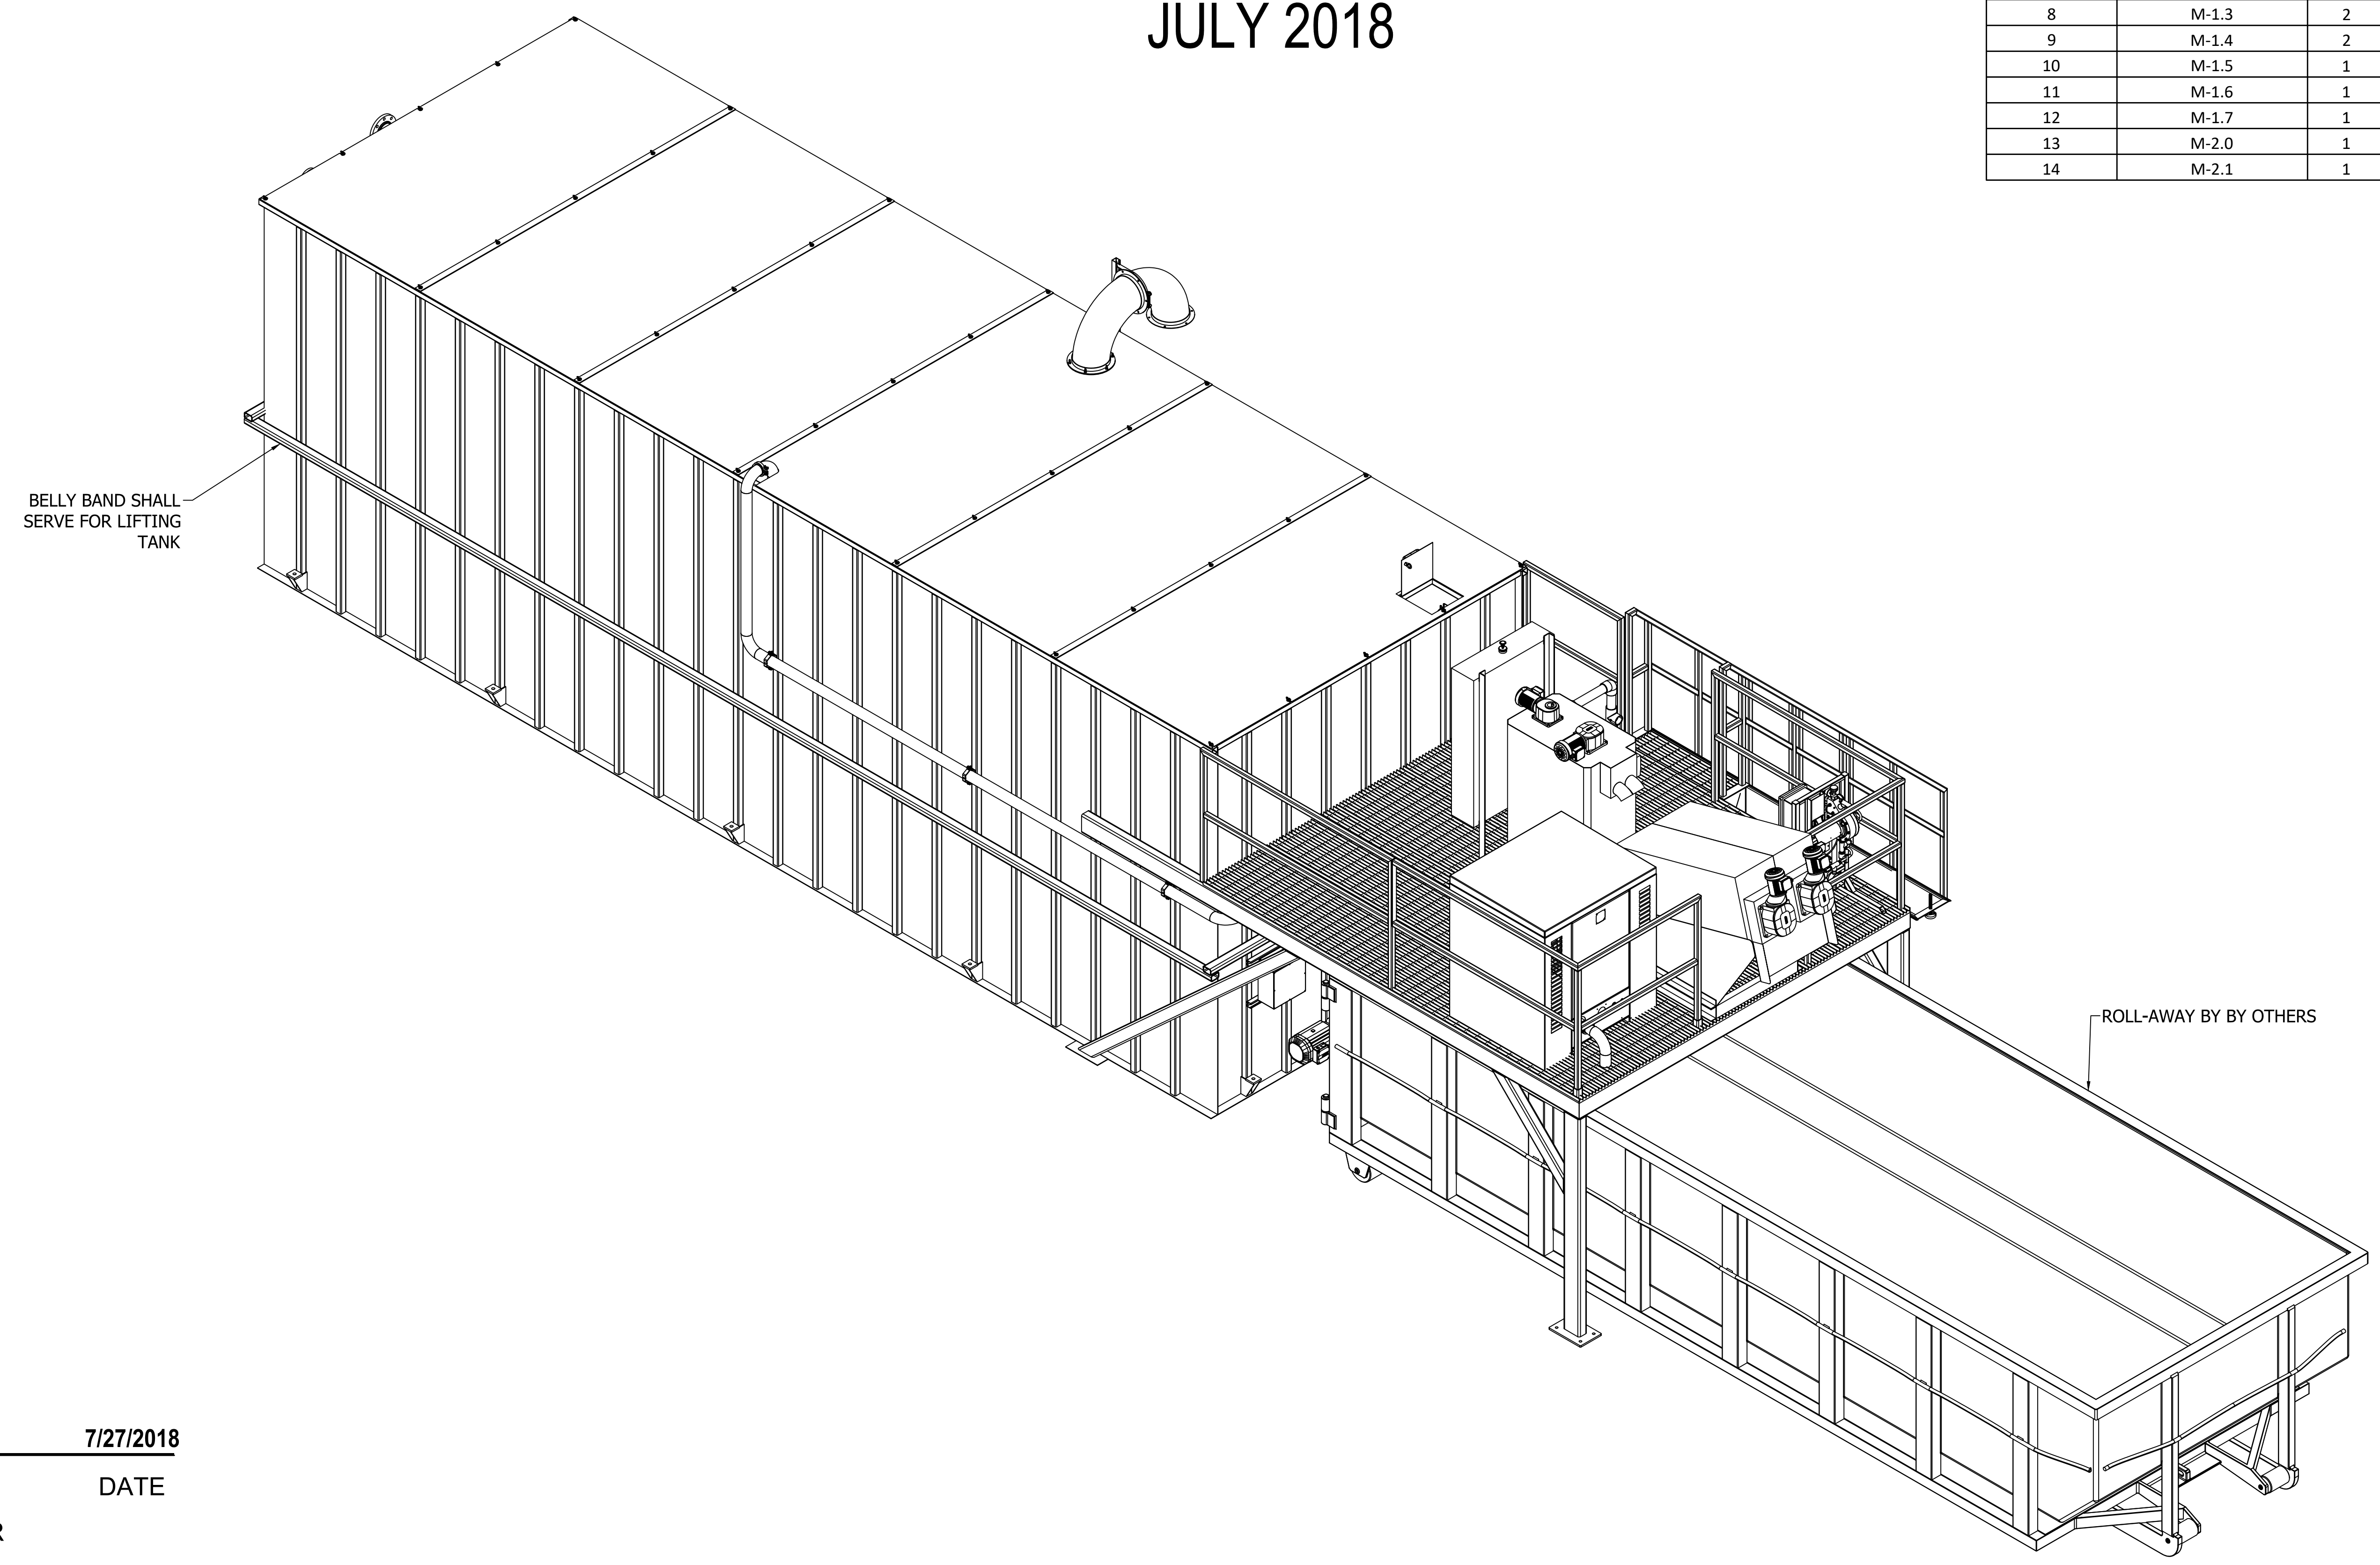 JULY 2018
8 M-1.3 2
9 M-1.4 2
10 M-1.5 1
11 M-1.6 1
12 M-1.7 1
13 M-2.0 1
14 M-2.1 1
BELLY BAND SHALL
SERVE FOR LIFTING
TANK
ROLL-AWAY BY BY OTHERS
7/27/2018
DATE
R